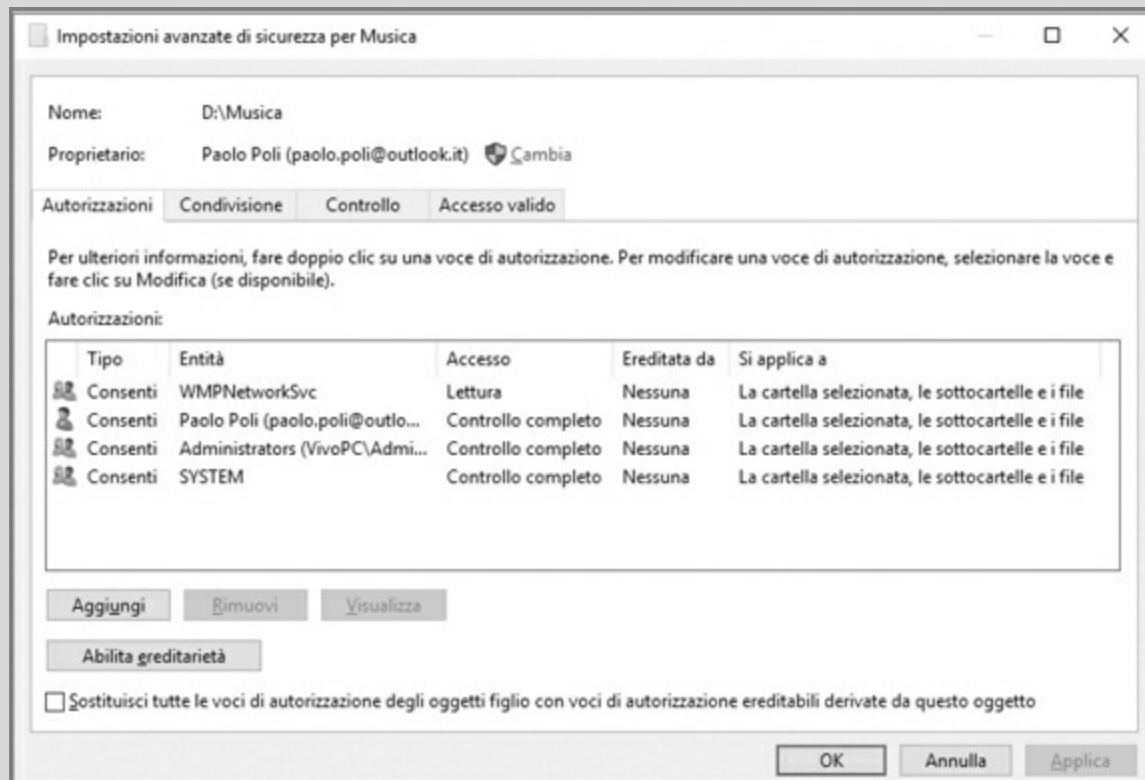 Impostazioni avanzate di sicurezza per Musica
Nome: D:\Musica
Proprietario: Paolo Poli (paolo.poli@outlook.it) Cambia
Autorizzazioni Condivisione Controllo Accesso valido
Per ulteriori informazioni, fare doppio clic su una voce di autorizzazione. Per modificare una voce di autorizzazione, selezionare la voce e
fare clic su Modifica (se disponibile).
Autorizzazioni:
Tipo Entità Accesso Ereditata da Si applica a
Consenti WMPNetworkSvc Lettura Nessuna La cartella selezionata, le sottocartelle e i file
Consenti Paolo Poli (paolo.poli@outlo... Controllo completo Nessuna La cartella selezionata, le sottocartelle e i file
Consenti Administrators (VivoPC\Admi... Controllo completo Nessuna La cartella selezionata, le sottocartelle e i file
Consenti SYSTEM Controllo completo Nessuna La cartella selezionata, le sottocartelle e i file
Aggiungi Rimuovi Visualizza
Abilita ereditarietà
Sostituisci tutte le voci di autorizzazione degli oggetti figlio con voci di autorizzazione ereditabili derivate da questo oggetto
OK Annulla Applica